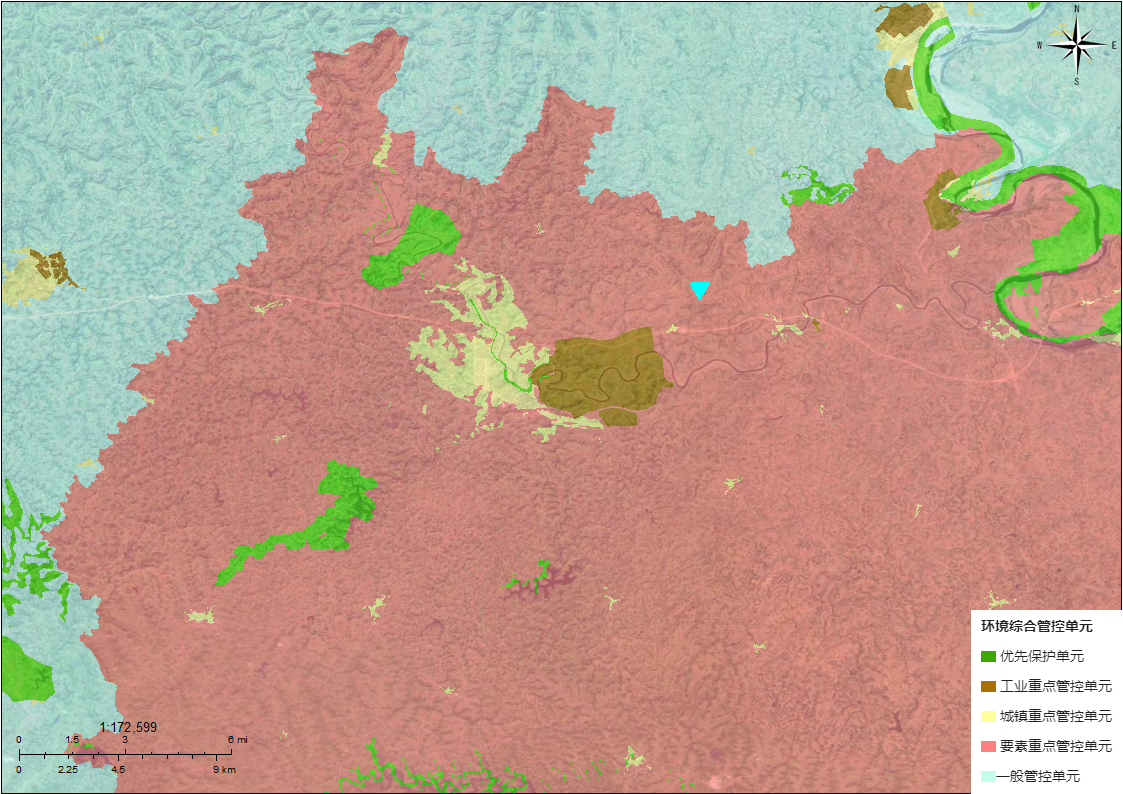 N
W
E
S
环境综合管控单元
优先保护单元
工业重点管控单元
城镇重点管控单元
要素重点管控单元
一般管控单元
1:172,599
0 1.5 3 6 mi
0 2.25 4.5 9 km